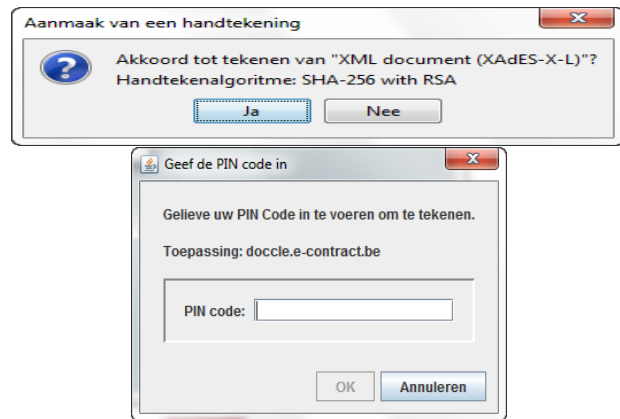 Aanmaak van een handtekening
Akkoord tot tekenen van "XML document (XAdES-X-L)"?
Handtekenalgoritme: SHA-256 with RSA
Ja Nee
Geef de PIN code in
Gelieve uw PIN Code in te voeren om te tekenen.
Toepassing: doccle.e-contract.be
PIN code:
OK Annuleren